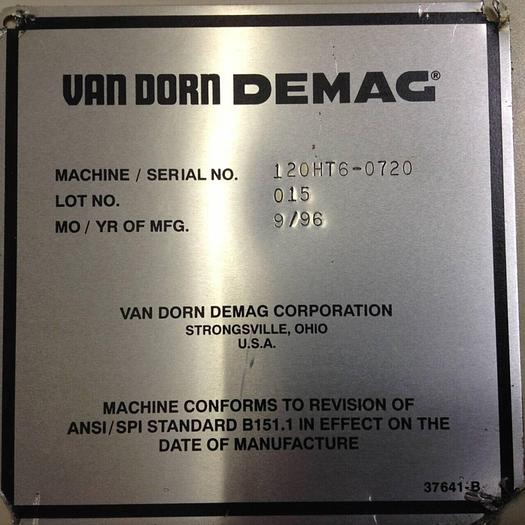 VAN DORN DEMAG®
MACHINE / SERIAL NO. 120HT6-0720
LOT NO. 015
MO / YR OF MFG. 9/96
VAN DORN DEMAG CORPORATION
STRONGSVILLE, OHIO
U.S.A.
MACHINE CONFORMS TO REVISION OF
ANSI/SPI STANDARD B151.1 IN EFFECT ON THE
DATE OF MANUFACTURE
37641-B